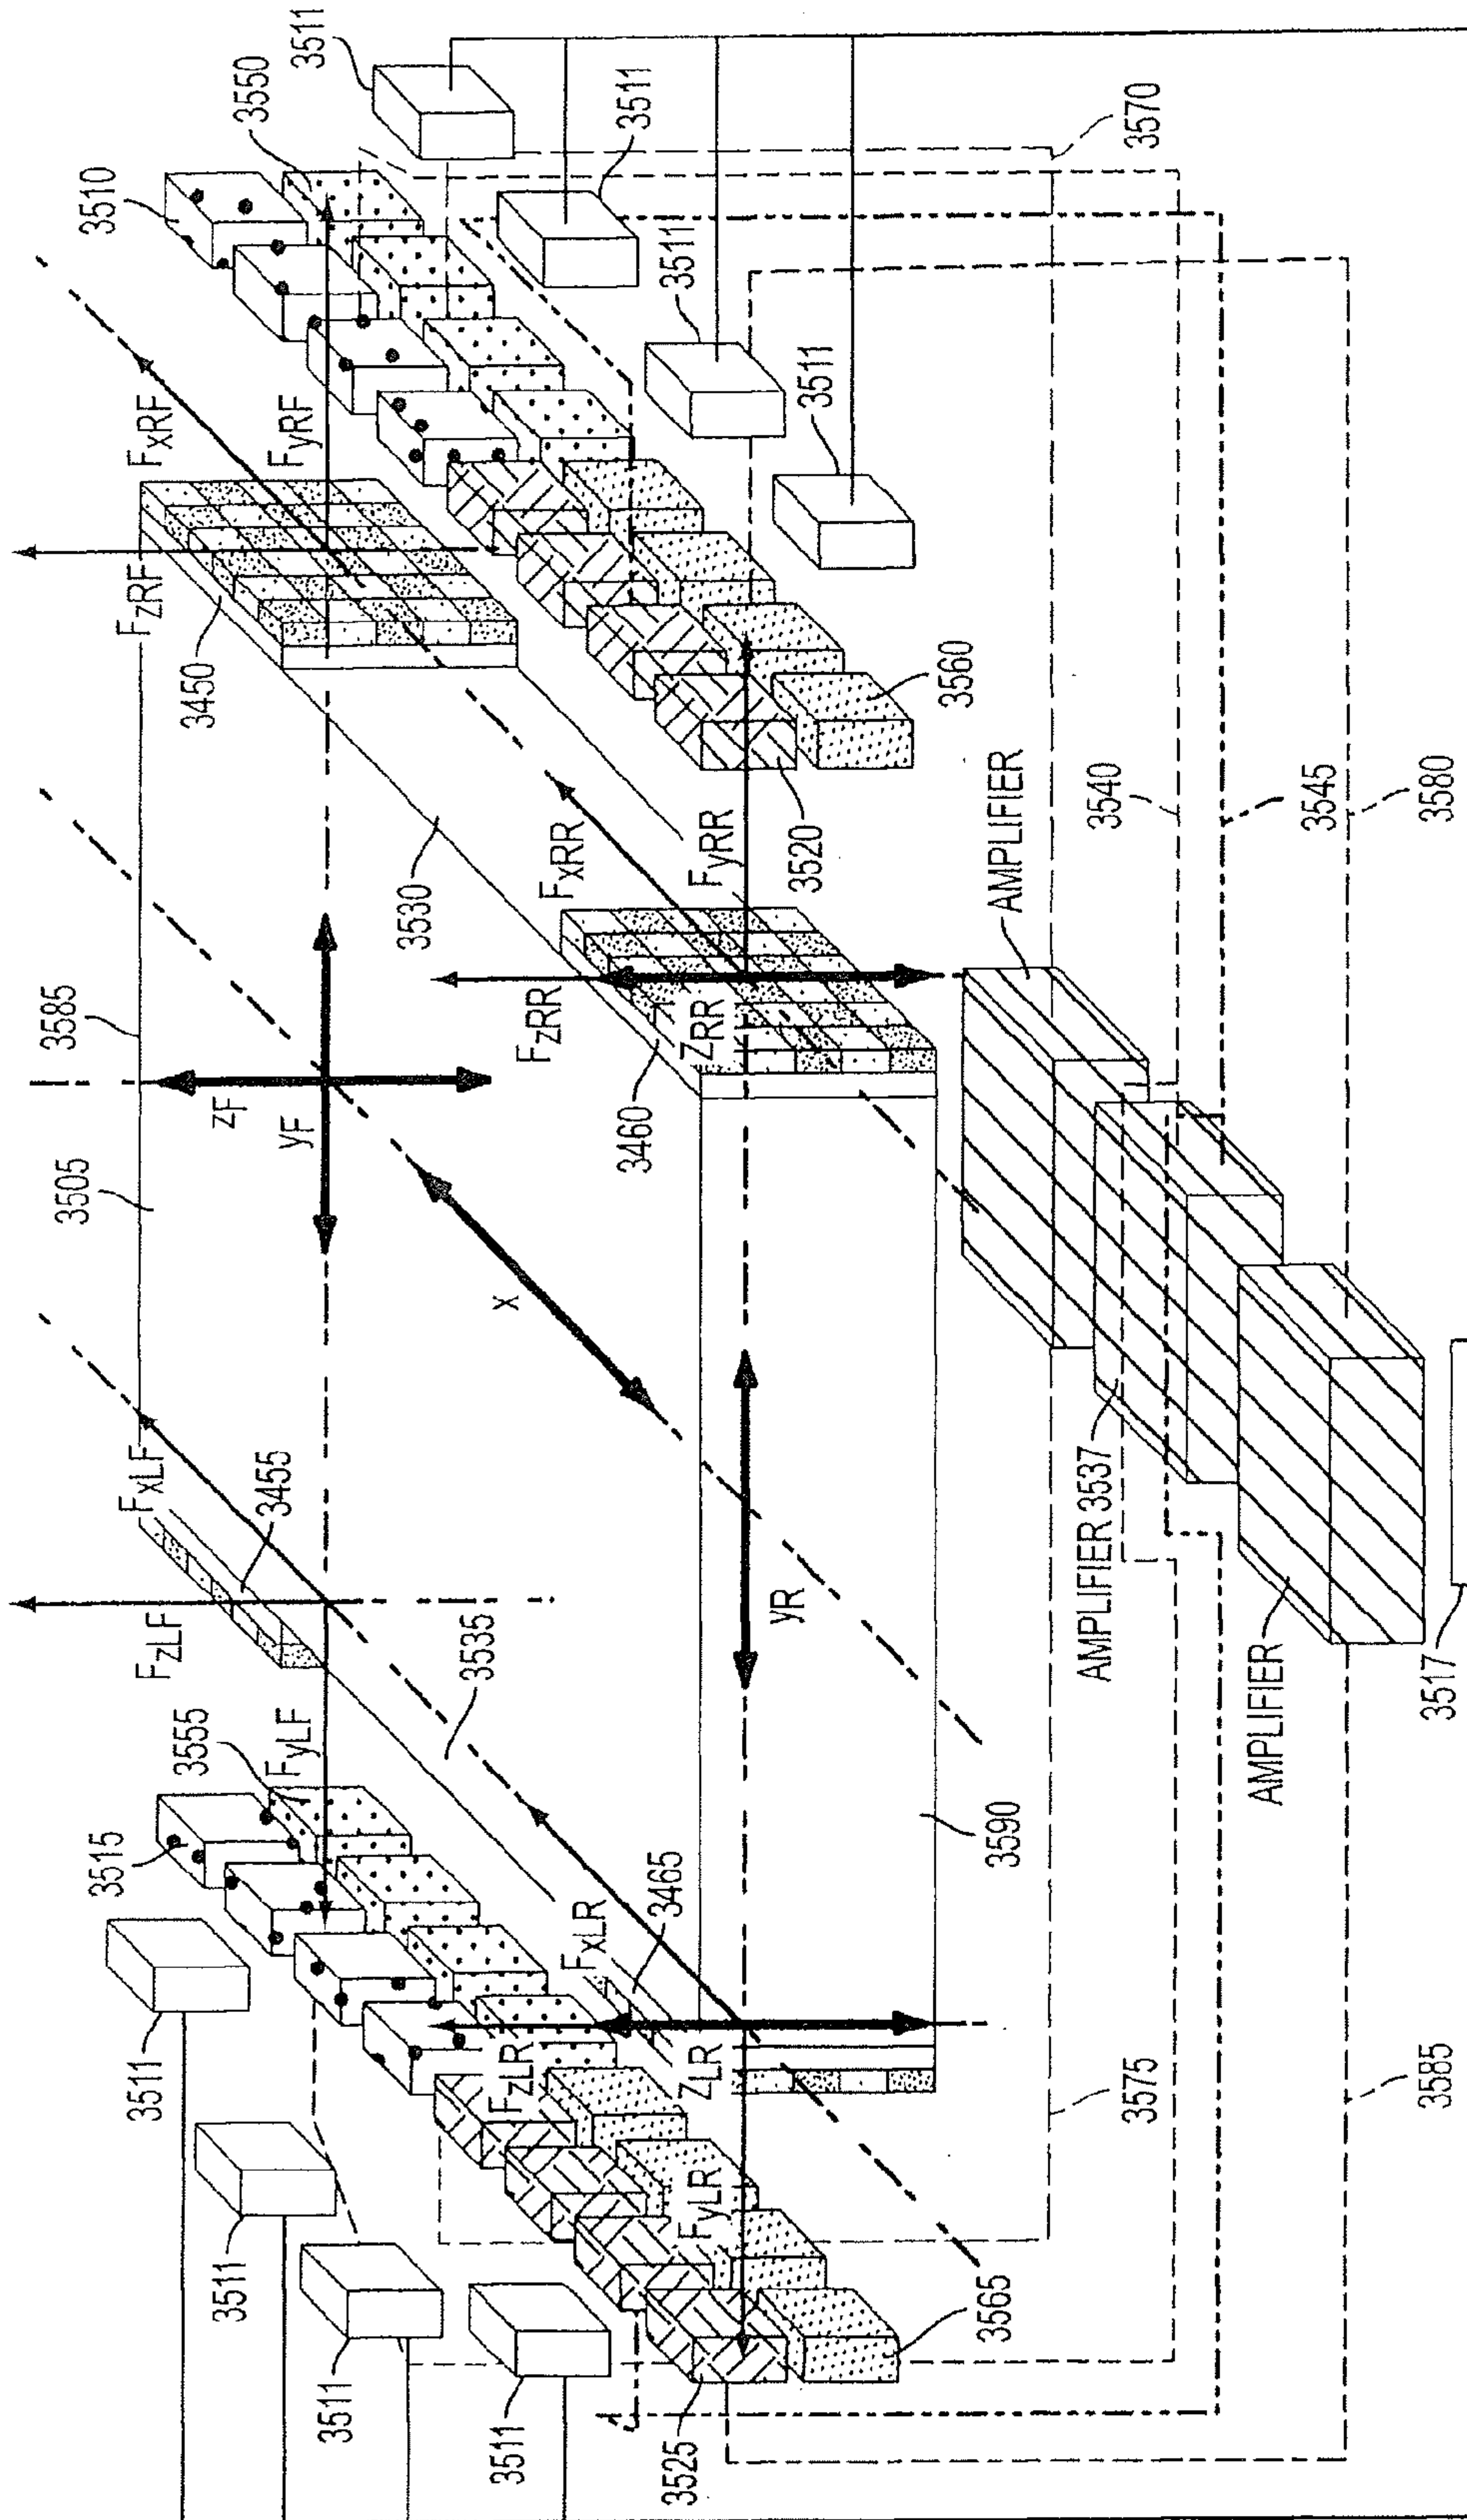 3510
3550
3511
3511
3511
3511
3570
FxRF
FyRF
FzRF
3450
3585
3505
zF
yF
3530
FxRR
FyRR
FzRR
ZRR
3460
3520
3560
x
FxLF
3455
FzLF
3535
FyLF
3555
3515
3511
3511
3511
3511
FxLR
3465
FzLR
ZLR
FyLR
yR
3590
3525
3565
AMPLIFIER
AMPLIFIER 3537
AMPLIFIER
3540
3545
3580
3575
3585
3517